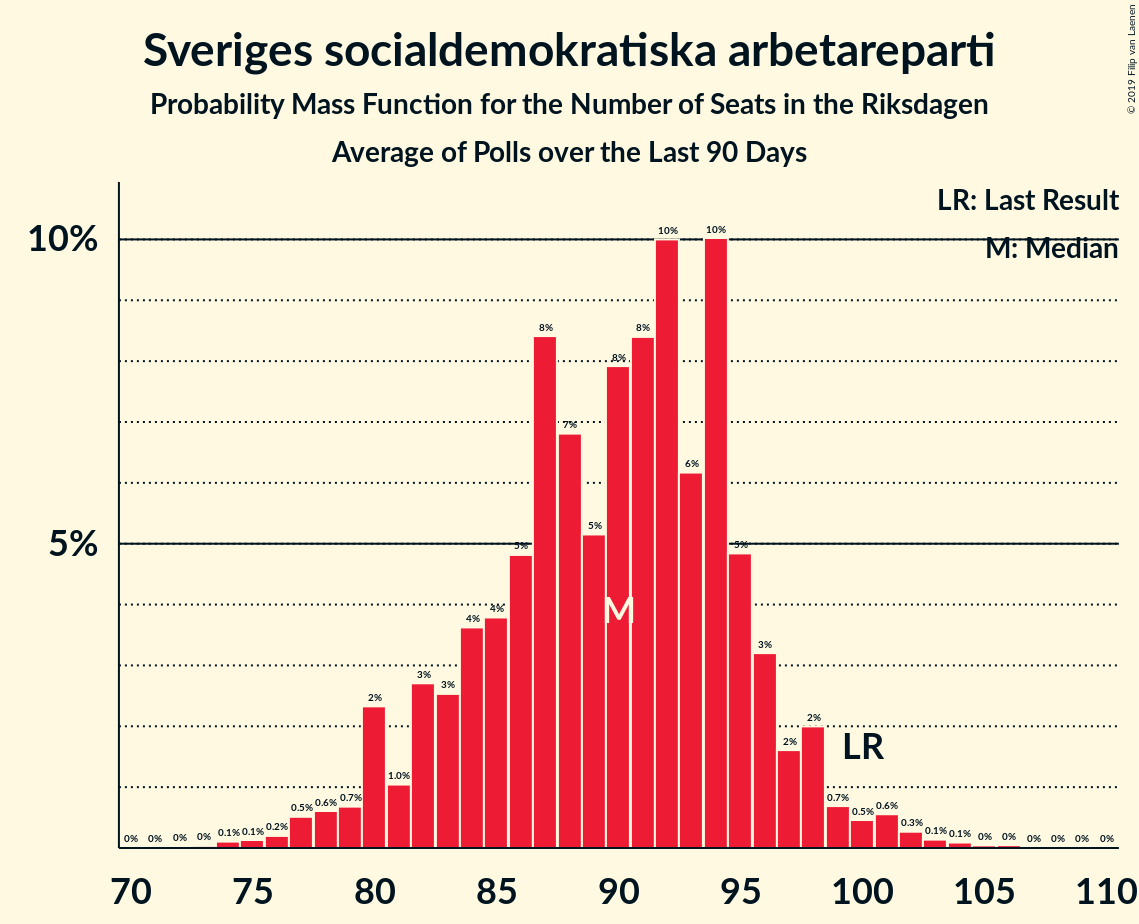 Sveriges socialdemokratiska arbetareparti
Probability Mass Function for the Number of Seats in the Riksdagen
Average of Polls over the Last 90 Days
© 2019 Filip van Laenen
LR: Last Result
M: Median
10%
5%
0% 0% 0% 0% 0.1% 0.1% 0.2% 0.5% 0.6% 0.7% 2% 1.0% 3% 3% 4% 4% 5% 8% 7% 5% 8% 8% 10% 6% 10% 5% 3% 2% 2% 0.7% 0.5% 0.6% 0.3% 0.1% 0.1% 0% 0% 0% 0% 0% 0%
M
LR
70 75 80 85 90 95 100 105 110